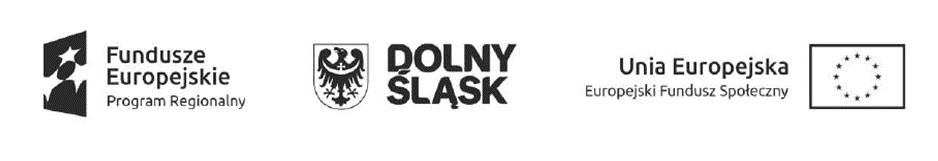 Fundusze
Europejskie
Program Regionalny
DOLNY
ŚLĄSK
Unia Europejska
Europejski Fundusz Społeczny